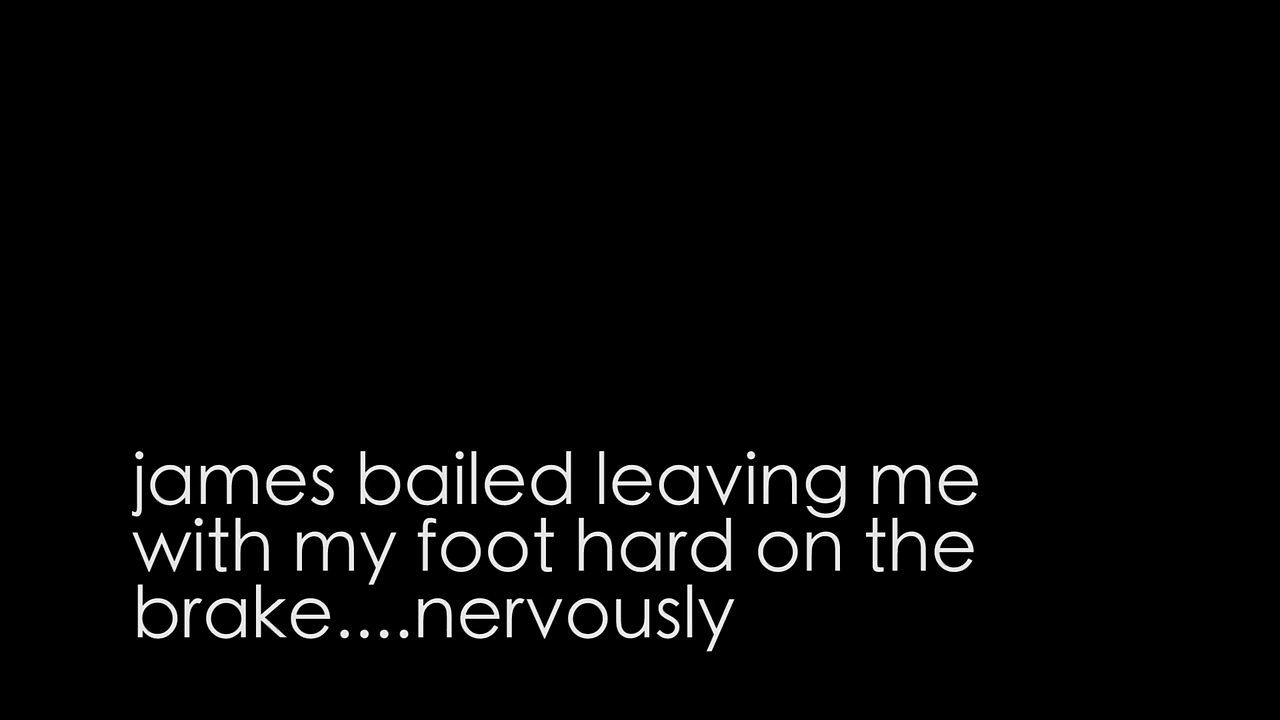 james bailed leaving me
with my foot hard on the
brake....nervously